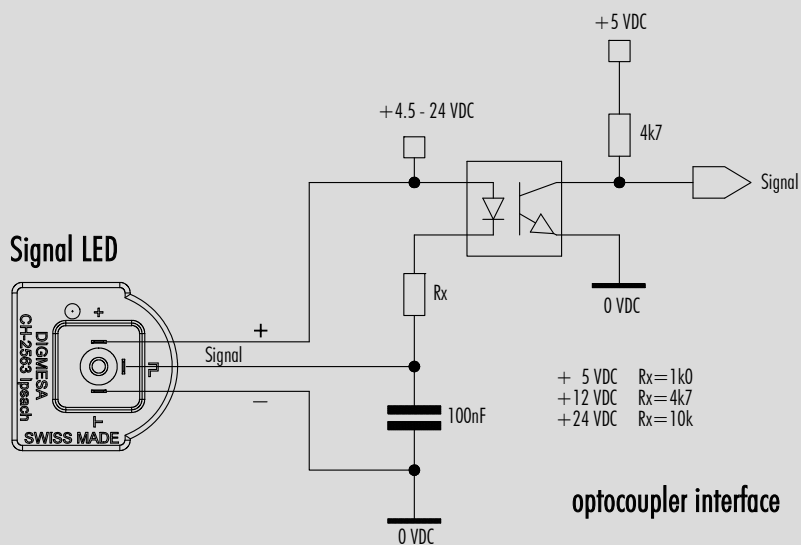 +5 VDC
+4.5 - 24 VDC
4k7
Signal
Signal LED
0 VDC
Rx
+
DIGMESA
CH-2563 Ipsach
SWISS MADE
+
Signal
−
+ 5 VDC Rx=1k0
+12 VDC Rx=4k7
+24 VDC Rx=10k
100nF
optocoupler interface
0 VDC